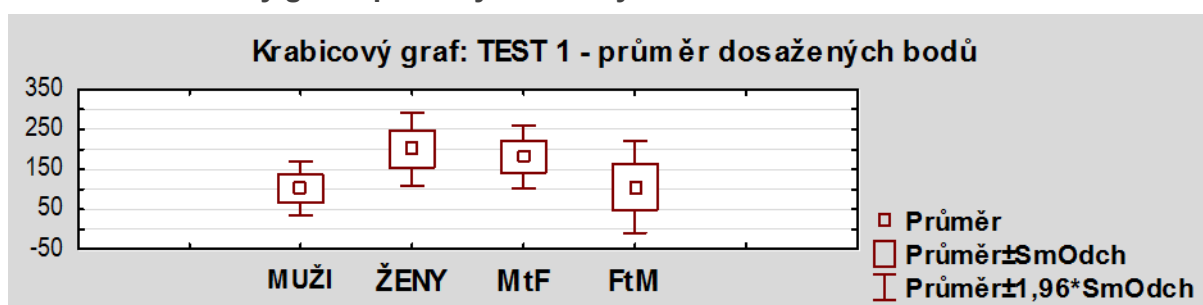 Krabicový graf: TEST 1 - průměr dosažených bodů
350
250
150
50
-50
MUŽI ŽENY MtF FtM
Průměr
Průměr±SmOdch
Průměr±1,96*SmOdch